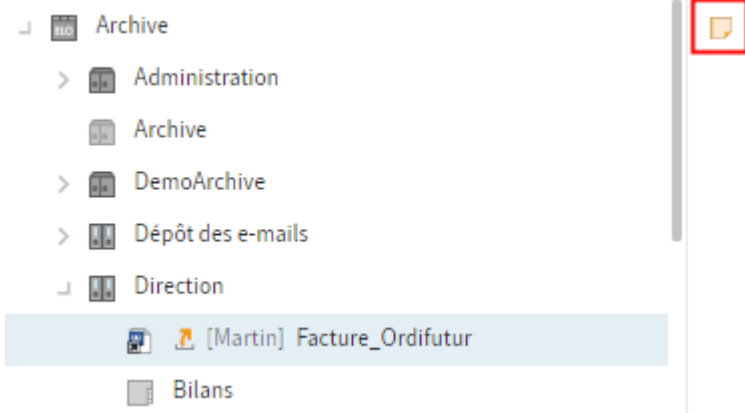 Archive
Administration
Archive
DemoArchive
Dépôt des e-mails
Direction
[Martin] Facture_Ordifutur
Bilans